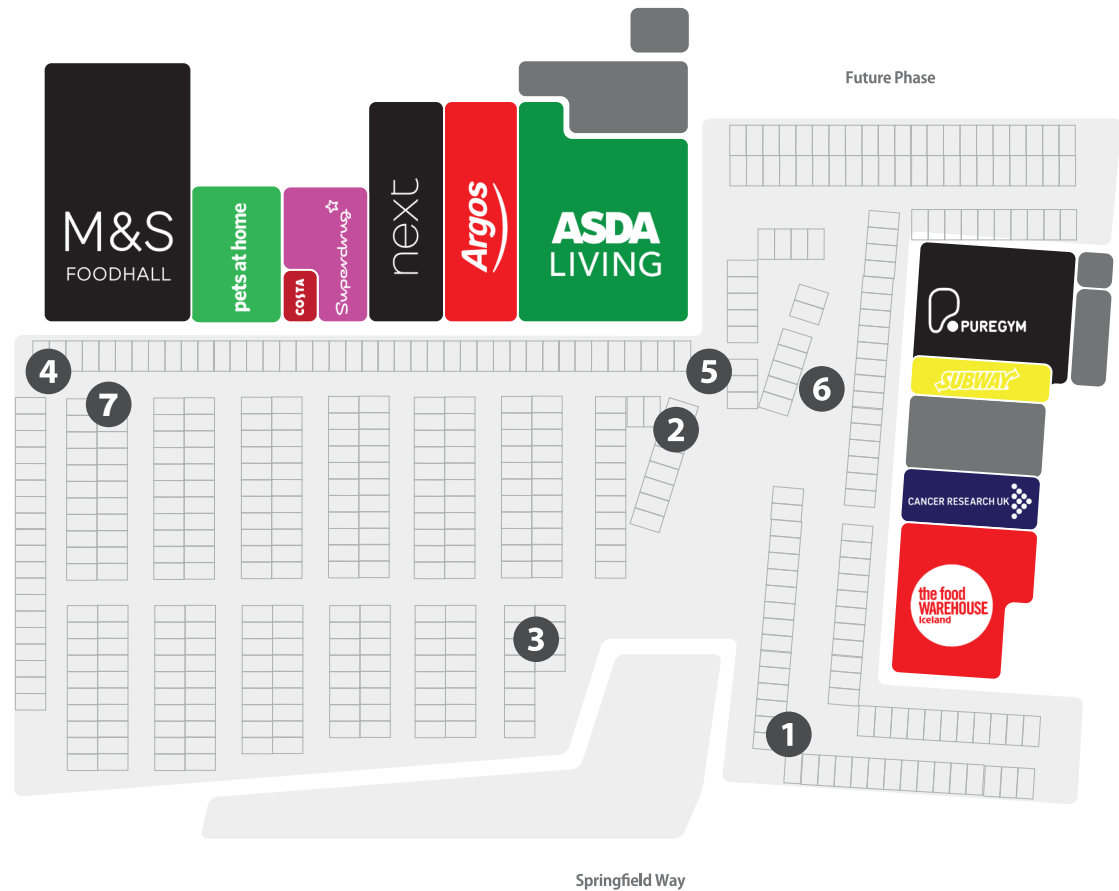 Future Phase
M&S
FOODHALL
pets at home
COSTA
Superdrug
next
Argos
ASDA
LIVING
PUREGYM
SUBWAY
CANCER RESEARCH UK
the food
WAREHOUSE
Iceland
4
5
6
7
2
3
1
Springfield Way